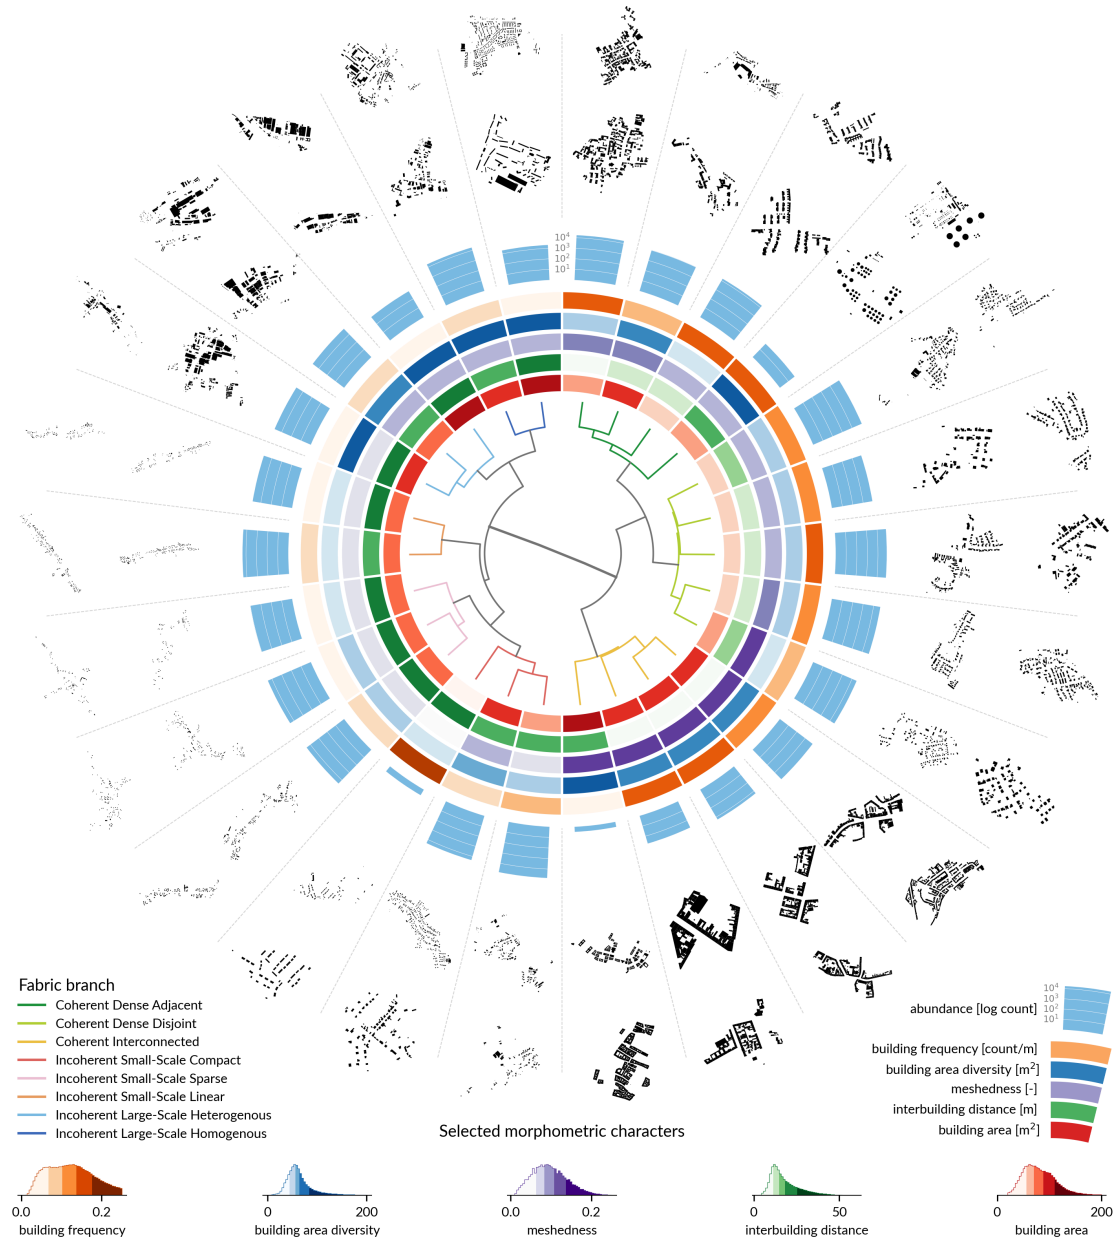 10⁴
10³
10²
10¹
Fabric branch
Coherent Dense Adjacent
Coherent Dense Disjoint
Coherent Interconnected
Incoherent Small-Scale Compact
Incoherent Small-Scale Sparse
Incoherent Small-Scale Linear
Incoherent Large-Scale Heterogenous
Incoherent Large-Scale Homogenous
abundance [log count]
10⁴
10³
10²
10¹
building frequency [count/m]
building area diversity [m²]
meshedness [-]
interbuilding distance [m]
building area [m²]
Selected morphometric characters
0.0 0.2
building frequency
0 200
building area diversity
0.0 0.2
meshedness
0 50
interbuilding distance
0 200
building area